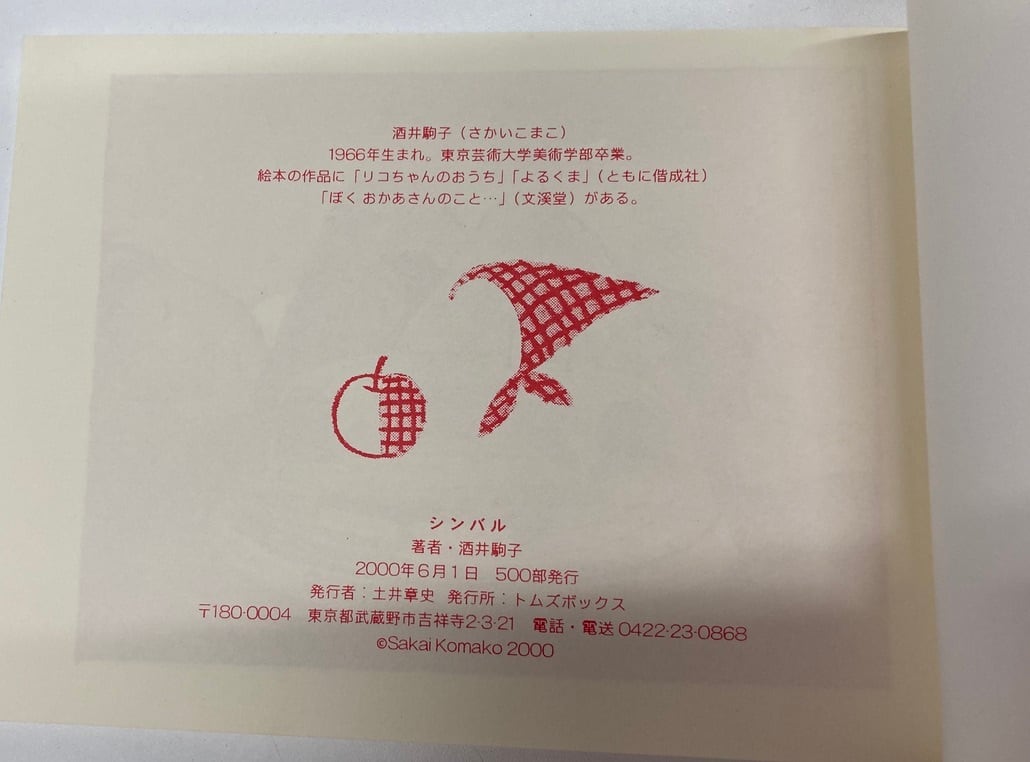 酒井駒子（さかいこまこ）
1966年生まれ。東京芸術大学美術学部卒業。
絵本の作品に「リコちゃんのおうち」「よるくま」（ともに偕成社）
「ぼく おかあさんのこと…」（文溪堂）がある。
シンバル
著者・酒井駒子
2000年6月1日　500部発行
発行者：土井章史　発行所：トムズボックス
〒180-0004　東京都武蔵野市吉祥寺2-3-21　電話・電送 0422-23-0868
©Sakai Komako 2000